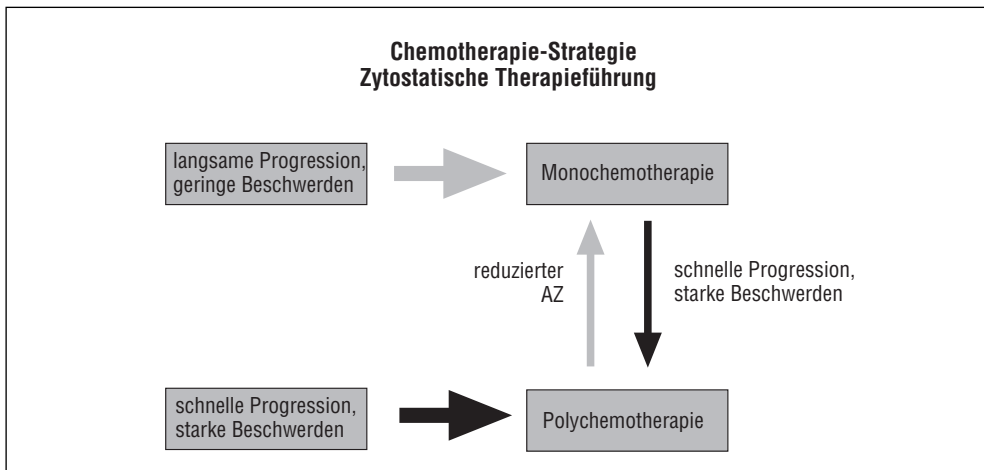 Chemotherapie-Strategie
Zytostatische Therapieführung
langsame Progression,
geringe Beschwerden
Monochemotherapie
reduzierter
AZ
schnelle Progression,
starke Beschwerden
schnelle Progression,
starke Beschwerden
Polychemotherapie